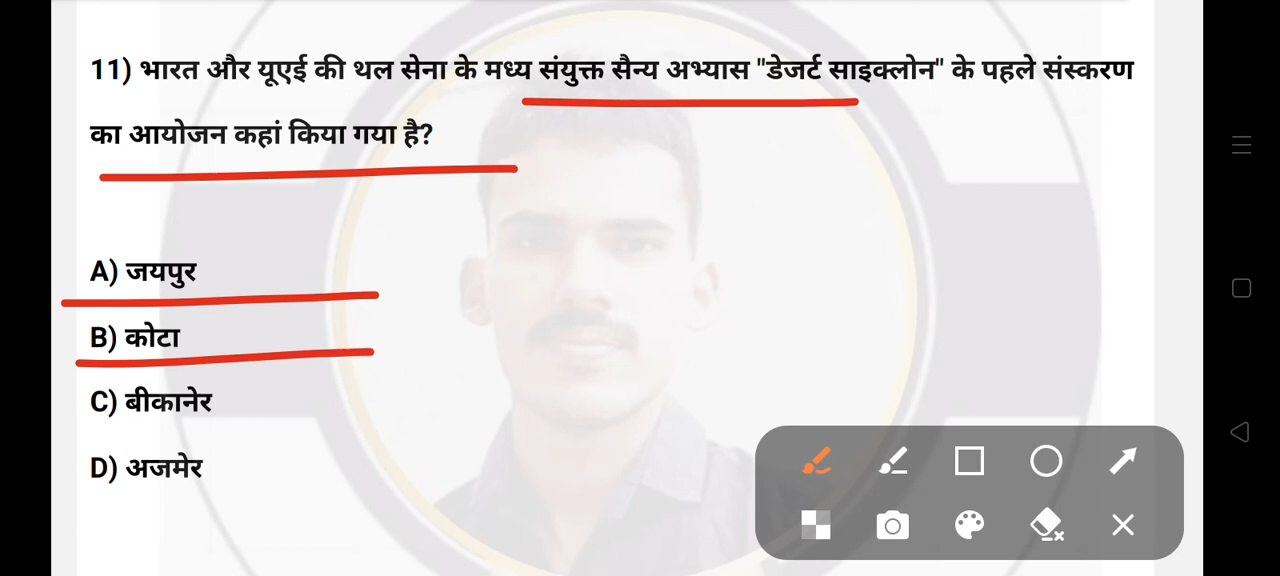 11) भारत और यूएई की थल सेना के मध्य संयुक्त सैन्य अभ्यास "डेजर्ट साइक्लोन" के पहले संस्करण
का आयोजन कहां किया गया है?
A) जयपुर
B) कोटा
C) बीकानेर
D) अजमेर